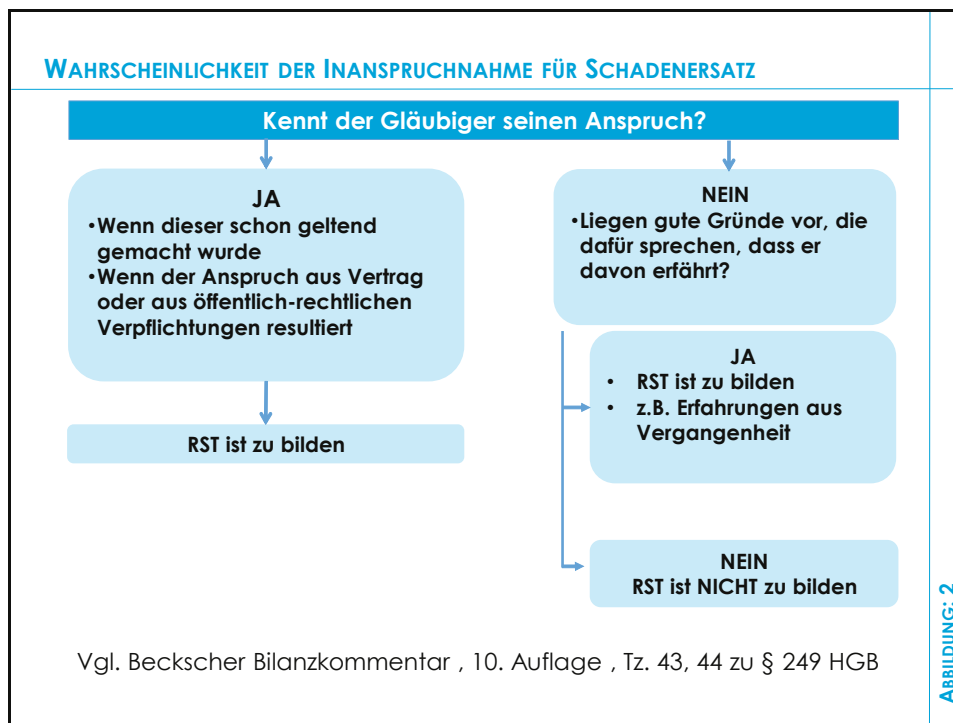 WAHRSCHEINLICHKEIT DER INANSPRUCHNAHME FÜR SCHADENERSATZ
Kennt der Gläubiger seinen Anspruch?
JA
•Wenn dieser schon geltend
gemacht wurde
•Wenn der Anspruch aus Vertrag
oder aus öffentlich-rechtlichen
Verpflichtungen resultiert
RST ist zu bilden
NEIN
•Liegen gute Gründe vor, die
dafür sprechen, dass er
davon erfährt?
JA
• RST ist zu bilden
• z.B. Erfahrungen aus
Vergangenheit
NEIN
RST ist NICHT zu bilden
Vgl. Beckscher Bilanzkommentar , 10. Auflage , Tz. 43, 44 zu § 249 HGB
ABBILDUNG: 2